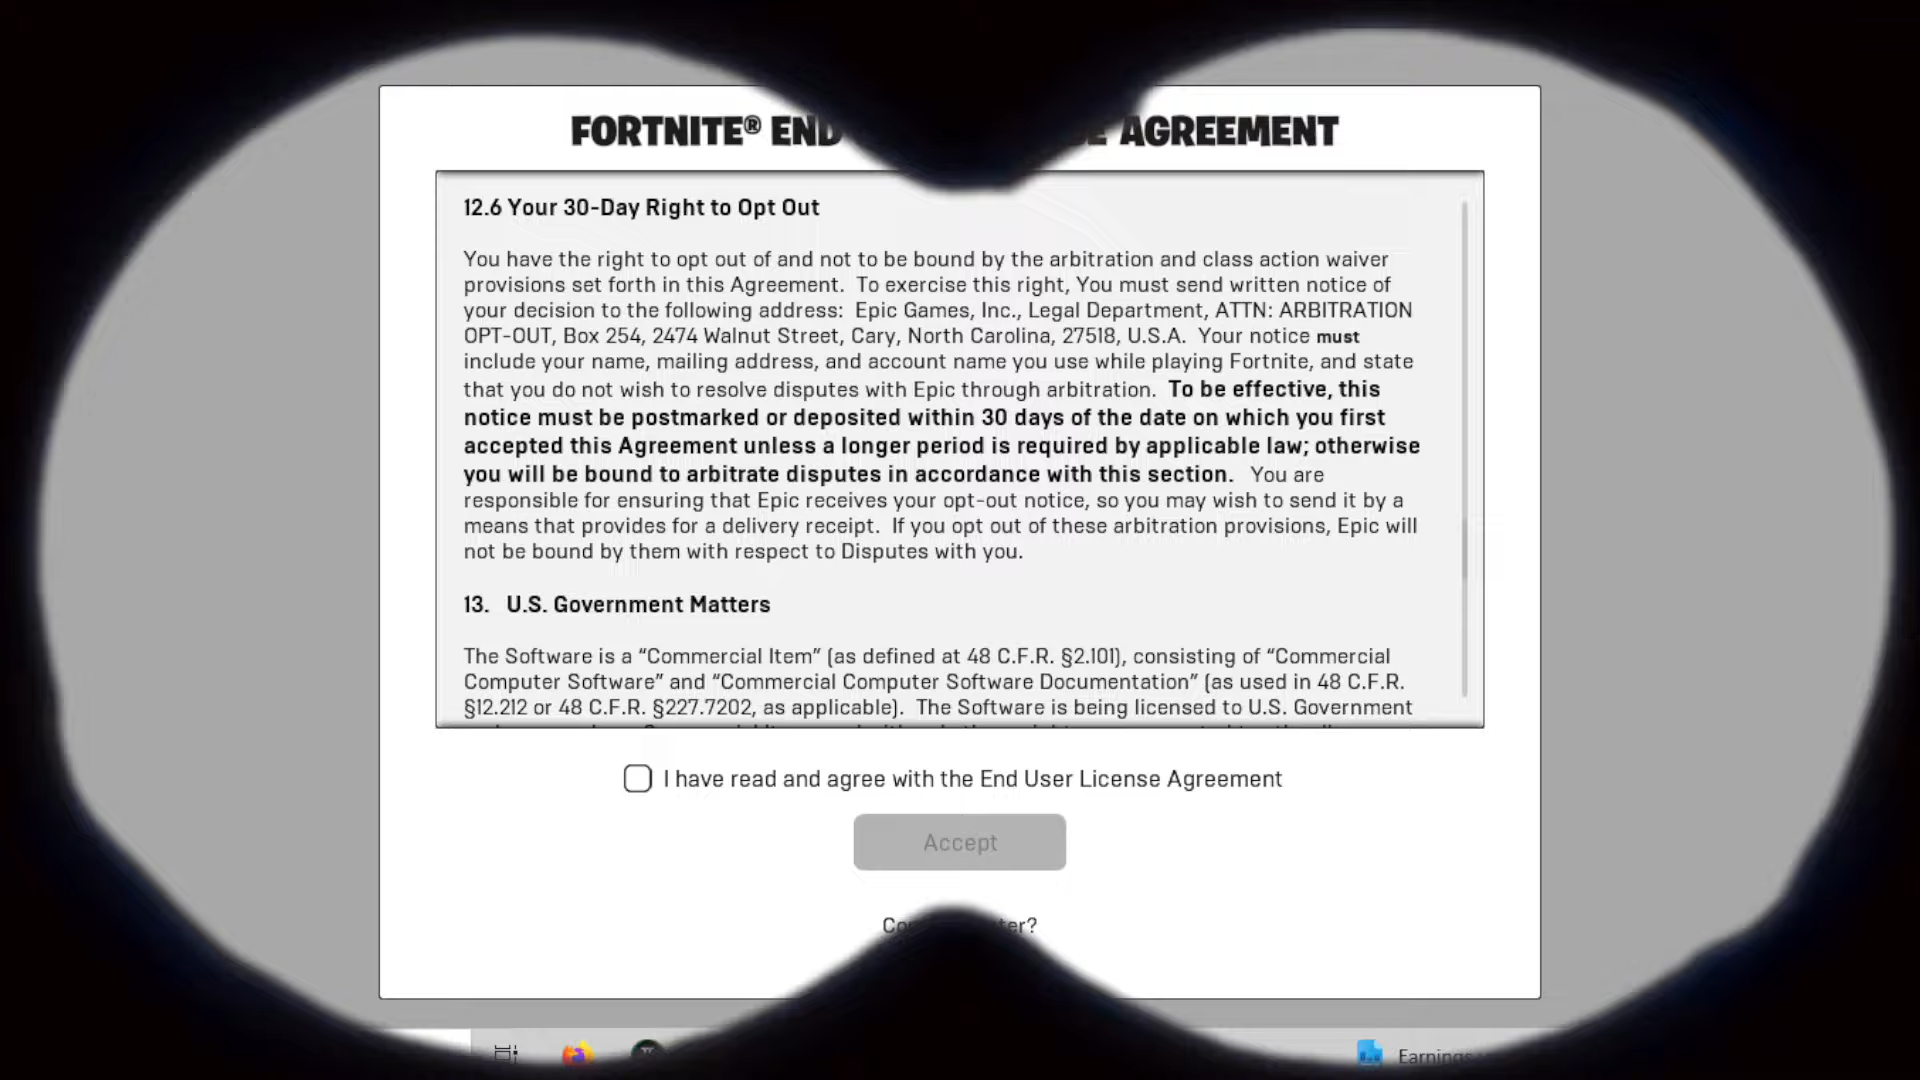 FORTNITE® END AGREEMENT
12.6 Your 30-Day Right to Opt Out
You have the right to opt out of and not to be bound by the arbitration and class action waiver
provisions set forth in this Agreement.  To exercise this right, You must send written notice of
your decision to the following address:  Epic Games, Inc., Legal Department, ATTN: ARBITRATION
OPT-OUT, Box 254, 2474 Walnut Street, Cary, North Carolina, 27518, U.S.A.  Your notice must
include your name, mailing address, and account name you use while playing Fortnite, and state
that you do not wish to resolve disputes with Epic through arbitration.  To be effective, this
notice must be postmarked or deposited within 30 days of the date on which you first
accepted this Agreement unless a longer period is required by applicable law; otherwise
you will be bound to arbitrate disputes in accordance with this section.  You are
responsible for ensuring that Epic receives your opt-out notice, so you may wish to send it by a
means that provides for a delivery receipt.  If you opt out of these arbitration provisions, Epic will
not be bound by them with respect to Disputes with you.
13.  U.S. Government Matters
The Software is a “Commercial Item” (as defined at 48 C.F.R. §2.101), consisting of “Commercial
Computer Software” and “Commercial Computer Software Documentation” (as used in 48 C.F.R.
§12.212 or 48 C.F.R. §227.7202, as applicable).  The Software is being licensed to U.S. Government
I have read and agree with the End User License Agreement
Accept
Earnings